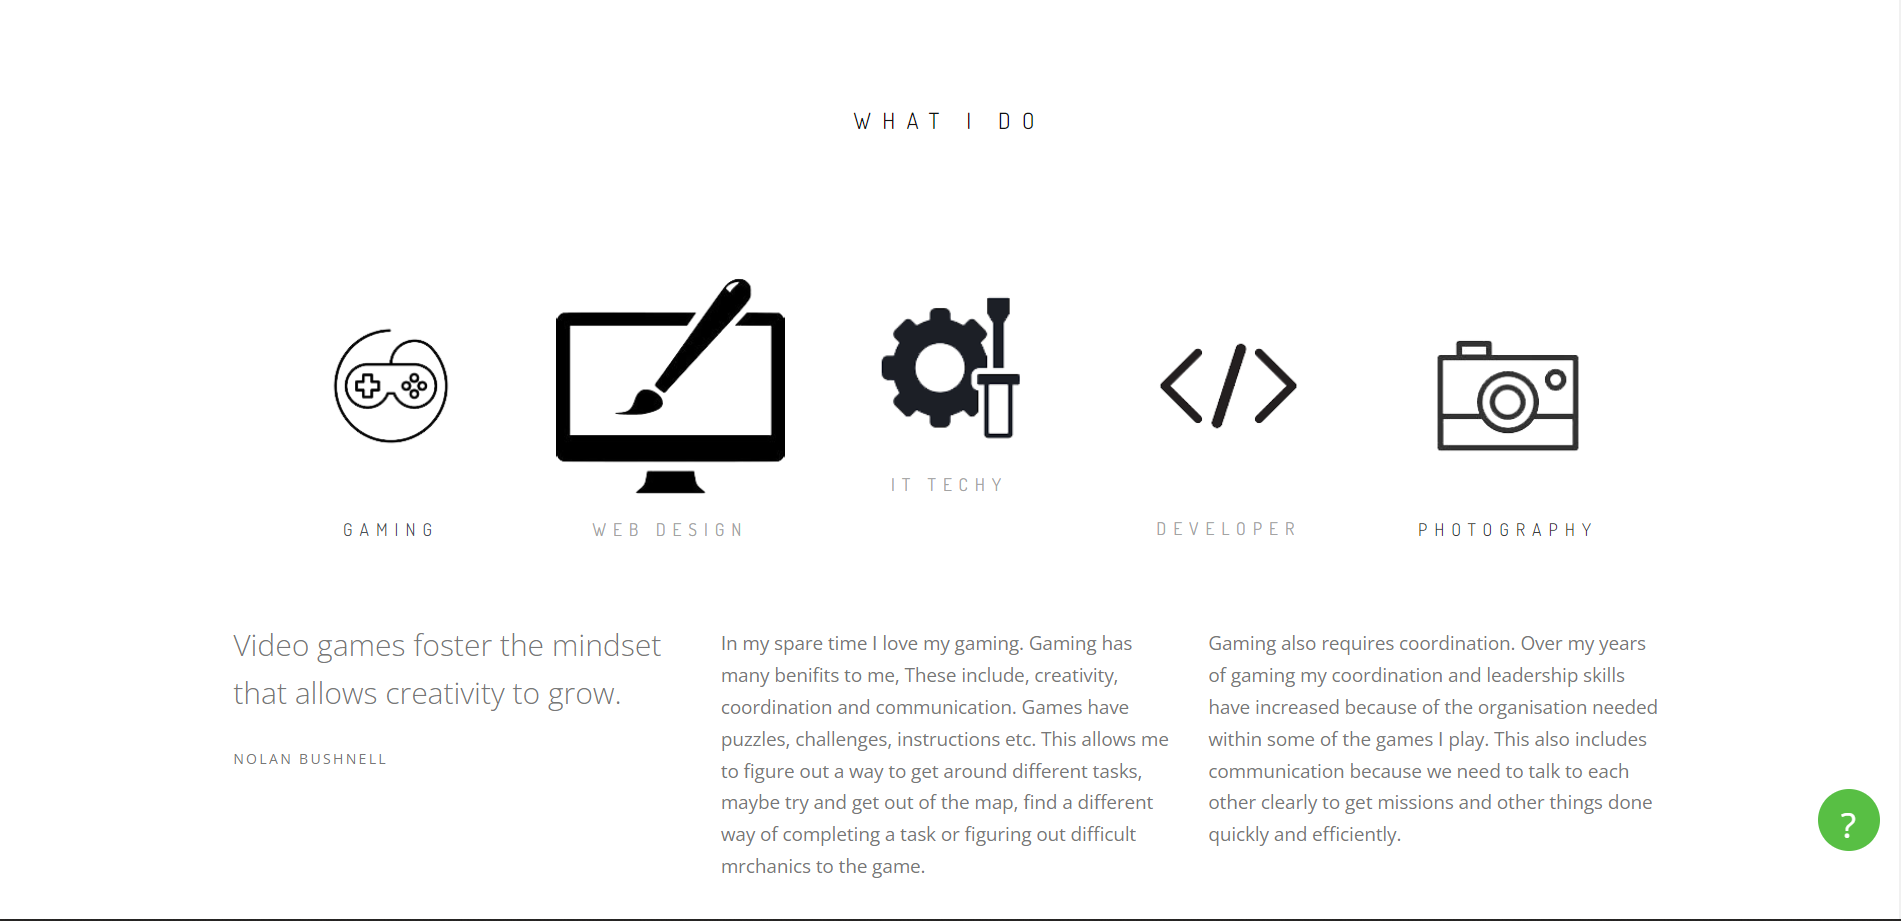 WHAT I DO
IT TECHY
GAMING
WEB DESIGN
DEVELOPER
PHOTOGRAPHY
Video games foster the mindset
that allows creativity to grow.
NOLAN BUSHNELL
In my spare time I love my gaming. Gaming has
many benifits to me, These include, creativity,
coordination and communication. Games have
puzzles, challenges, instructions etc. This allows me
to figure out a way to get around different tasks,
maybe try and get out of the map, find a different
way of completing a task or figuring out difficult
mrchanics to the game.
Gaming also requires coordination. Over my years
of gaming my coordination and leadership skills
have increased because of the organisation needed
within some of the games I play. This also includes
communication because we need to talk to each
other clearly to get missions and other things done
quickly and efficiently.
?